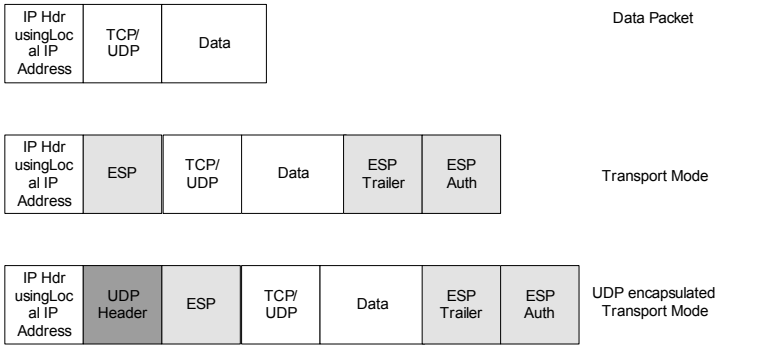 IP Hdr
usingLoc
al IP
Address
TCP/
UDP
Data
Data Packet
IP Hdr
usingLoc
al IP
Address
ESP
TCP/
UDP
Data
ESP
Trailer
ESP
Auth
Transport Mode
IP Hdr
usingLoc
al IP
Address
UDP
Header
ESP
TCP/
UDP
Data
ESP
Trailer
ESP
Auth
UDP encapsulated
Transport Mode